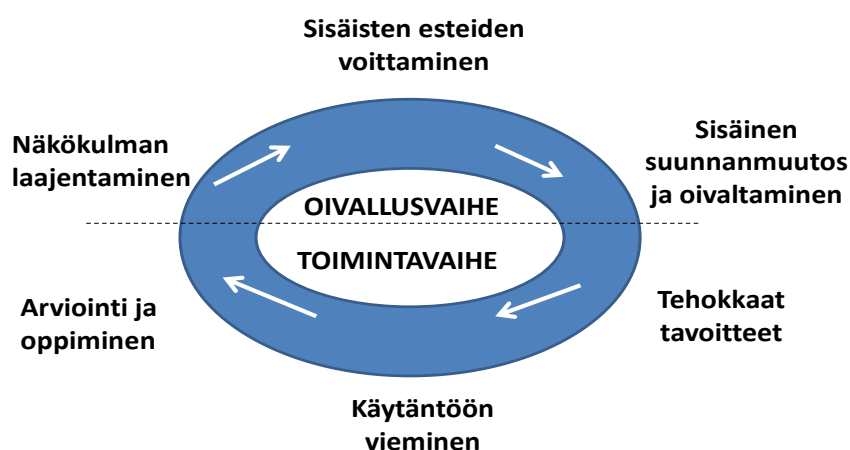 Sisäisten esteiden
voittaminen
Näkökulman
laajentaminen
Sisäinen
suunnanmuutos
ja oivaltaminen
OIVALLUSVAIHE
TOIMINTAVAIHE
Arviointi ja
oppiminen
Tehokkaat
tavoitteet
Käytäntöön
vieminen